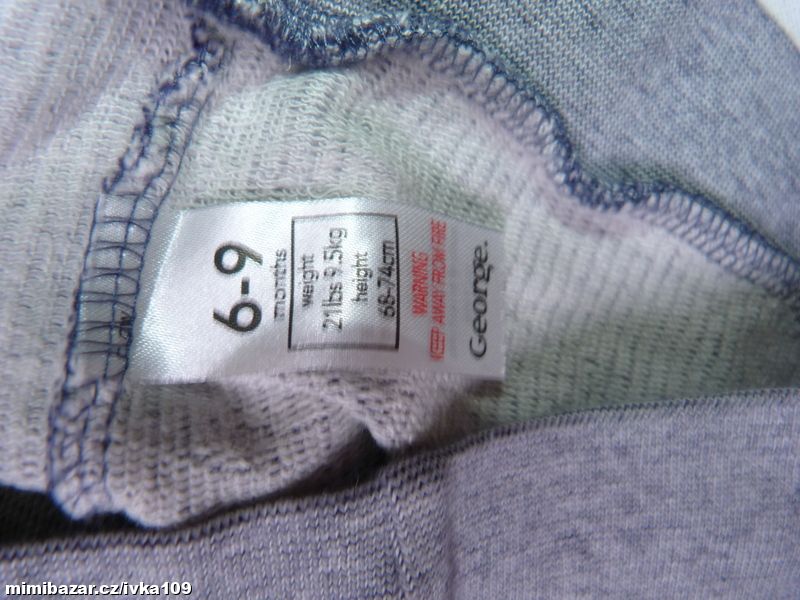 6-9
months
weight
21lbs 9.5kg
height
68-74cm
WARNING
KEEP AWAY FROM FIRE
George.
mimibazar.cz/ivka109